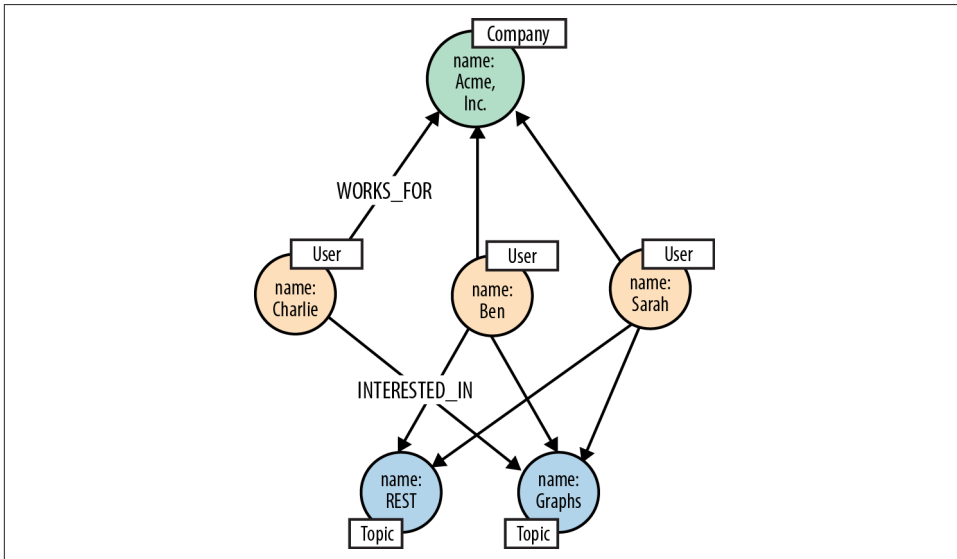 Company
name:
Acme,
Inc.
WORKS_FOR
User
name:
Charlie
User
name:
Ben
User
name:
Sarah
INTERESTED_IN
name:
REST
Topic
name:
Graphs
Topic